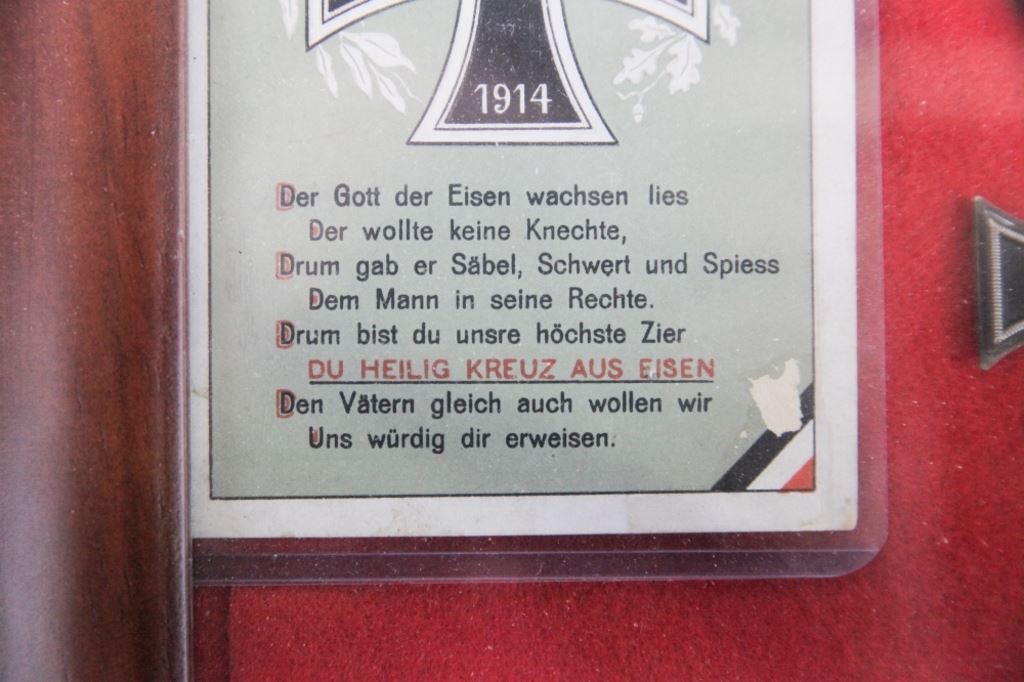 1914
Der Gott der Eisen wachsen lies
Der wollte keine Knechte,
Drum gab er Säbel, Schwert und Spiess
Dem Mann in seine Rechte.
Drum bist du unsre höchste Zier
DU HEILIG KREUZ AUS EISEN
Den Vätern gleich auch wollen wir
Uns würdig dir erweisen.